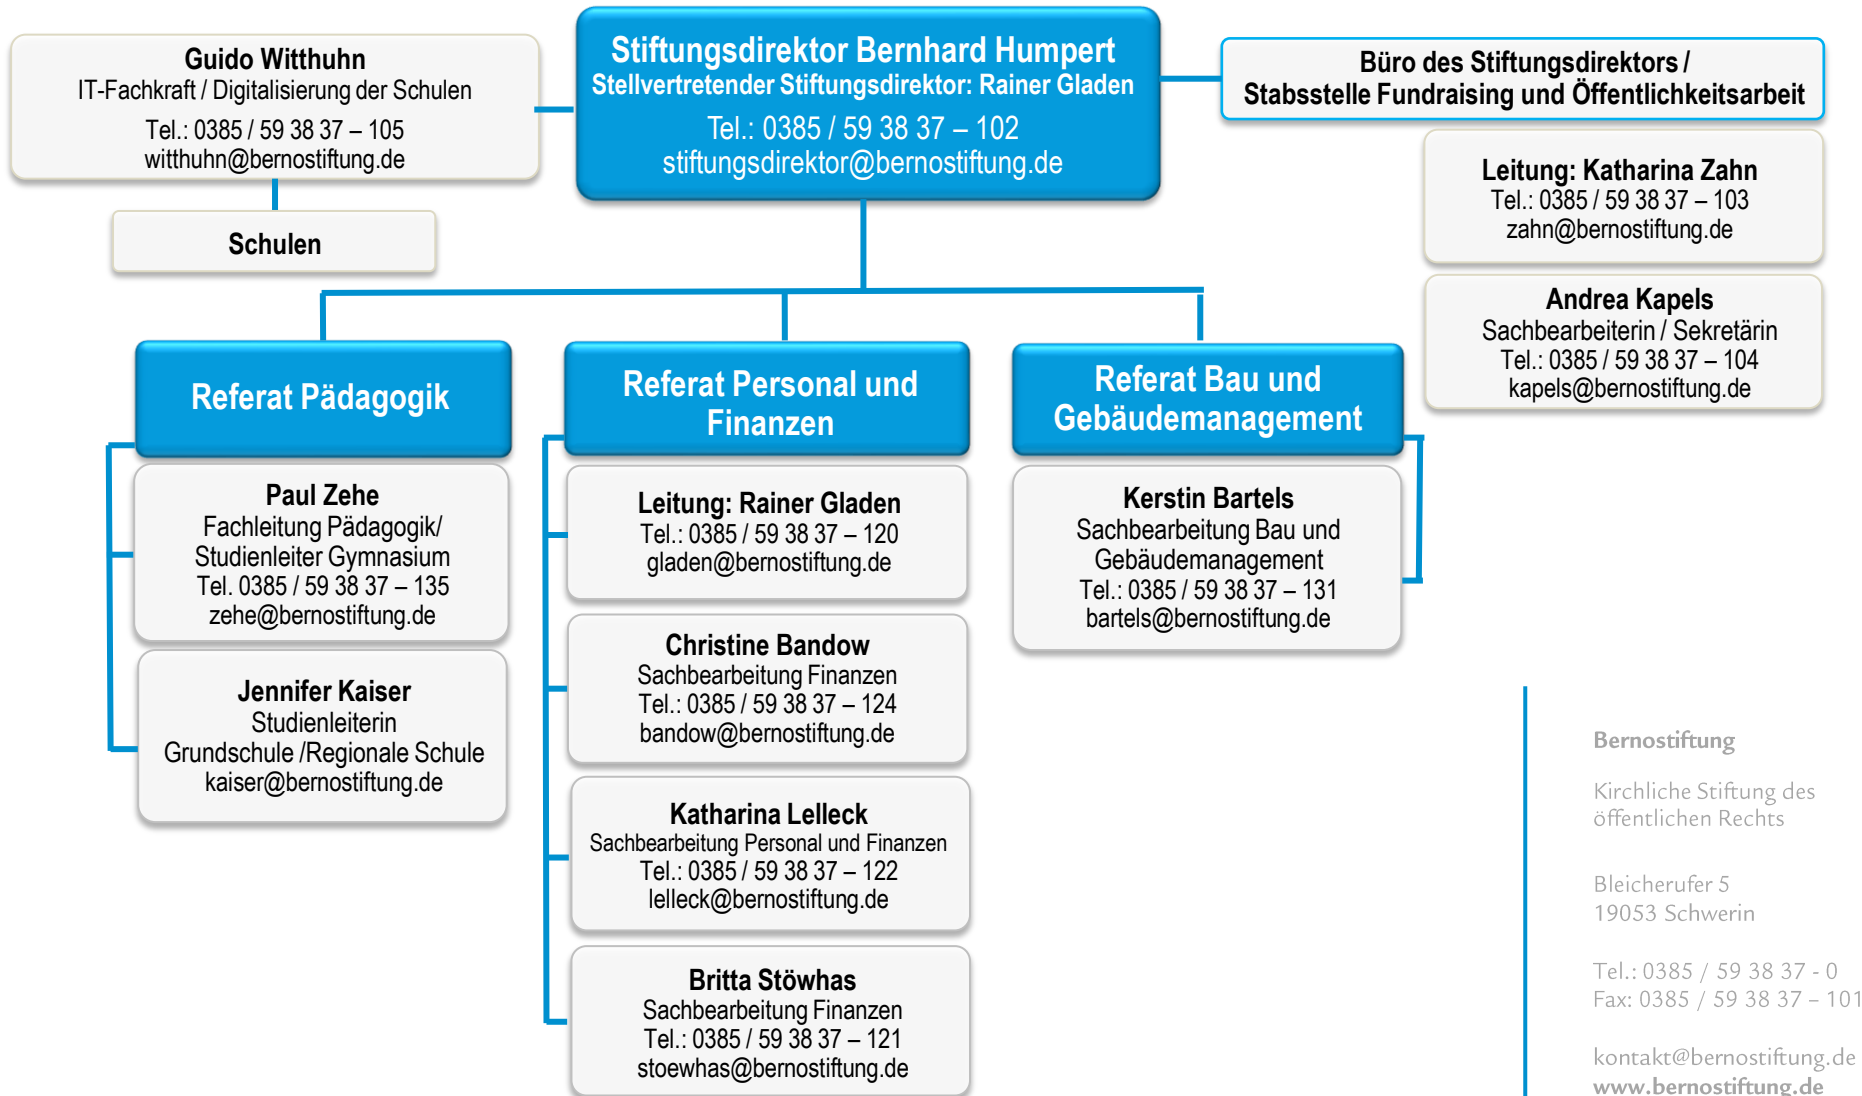 Guido Witthuhn
IT-Fachkraft / Digitalisierung der Schulen
Tel.: 0385 / 59 38 37 – 105
witthuhn@bernostiftung.de
Schulen
Stiftungsdirektor Bernhard Humpert
Stellvertretender Stiftungsdirektor: Rainer Gladen
Tel.: 0385 / 59 38 37 – 102
stiftungsdirektor@bernostiftung.de
Büro des Stiftungsdirektors /
Stabsstelle Fundraising und Öffentlichkeitsarbeit
Leitung: Katharina Zahn
Tel.: 0385 / 59 38 37 – 103
zahn@bernostiftung.de
Andrea Kapels
Sachbearbeiterin / Sekretärin
Tel.: 0385 / 59 38 37 – 104
kapels@bernostiftung.de
Referat Pädagogik
Paul Zehe
Fachleitung Pädagogik/
Studienleiter Gymnasium
Tel. 0385 / 59 38 37 – 135
zehe@bernostiftung.de
Jennifer Kaiser
Studienleiterin
Grundschule /Regionale Schule
kaiser@bernostiftung.de
Referat Personal und
Finanzen
Leitung: Rainer Gladen
Tel.: 0385 / 59 38 37 – 120
gladen@bernostiftung.de
Christine Bandow
Sachbearbeitung Finanzen
Tel.: 0385 / 59 38 37 – 124
bandow@bernostiftung.de
Katharina Lelleck
Sachbearbeitung Personal und Finanzen
Tel.: 0385 / 59 38 37 – 122
lelleck@bernostiftung.de
Britta Stöwhas
Sachbearbeitung Finanzen
Tel.: 0385 / 59 38 37 – 121
stoewhas@bernostiftung.de
Referat Bau und
Gebäudemanagement
Kerstin Bartels
Sachbearbeitung Bau und
Gebäudemanagement
Tel.: 0385 / 59 38 37 – 131
bartels@bernostiftung.de
Bernostiftung
Kirchliche Stiftung des
öffentlichen Rechts
Bleicherufer 5
19053 Schwerin
Tel.: 0385 / 59 38 37 - 0
Fax: 0385 / 59 38 37 – 101
kontakt@bernostiftung.de
www.bernostiftung.de